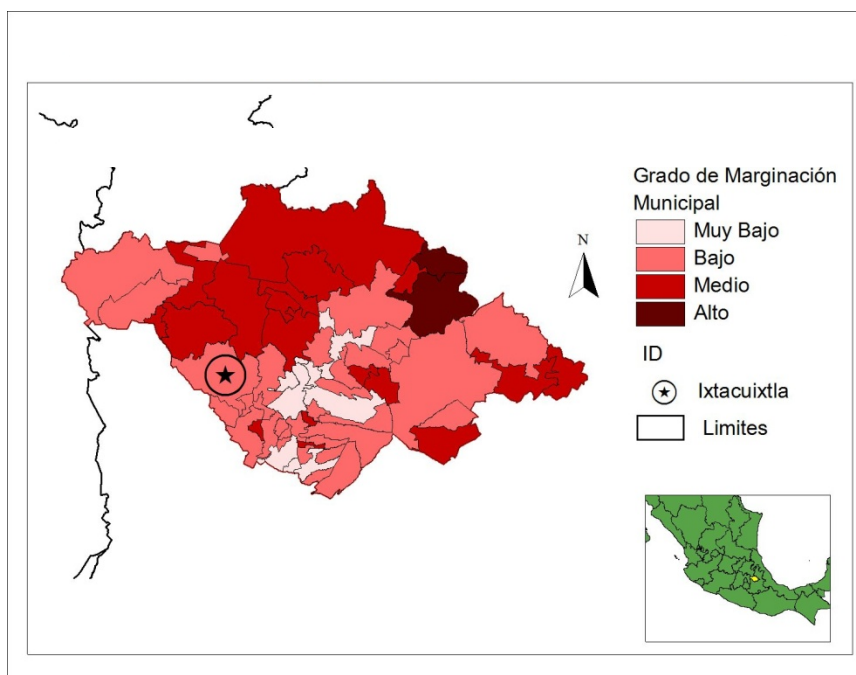 Grado de Marginación
Municipal
Muy Bajo
Bajo
Medio
Alto
N
ID
Ixtacuixtla
Limites